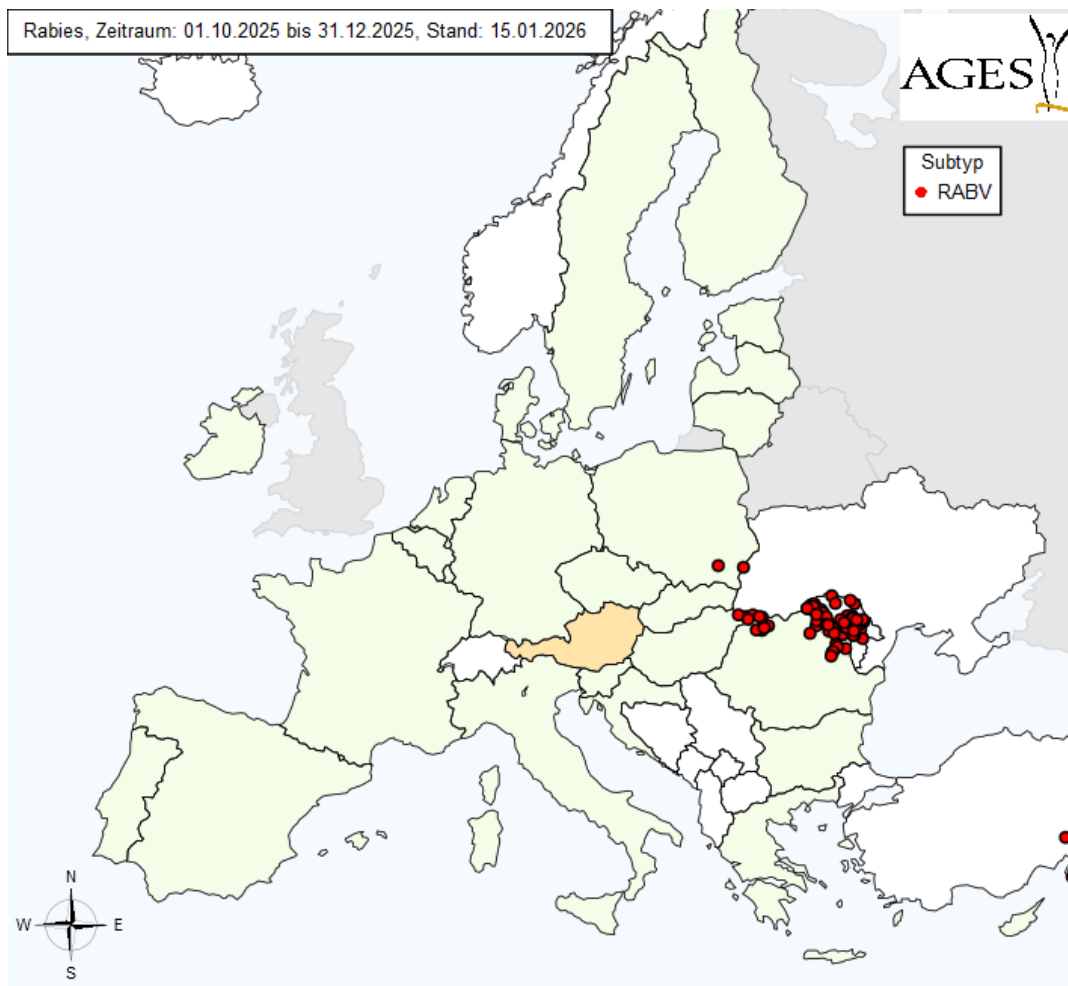 Rabies, Zeitraum: 01.10.2025 bis 31.12.2025, Stand: 15.01.2026
AGES
Subtyp
RABV
N
W E
S